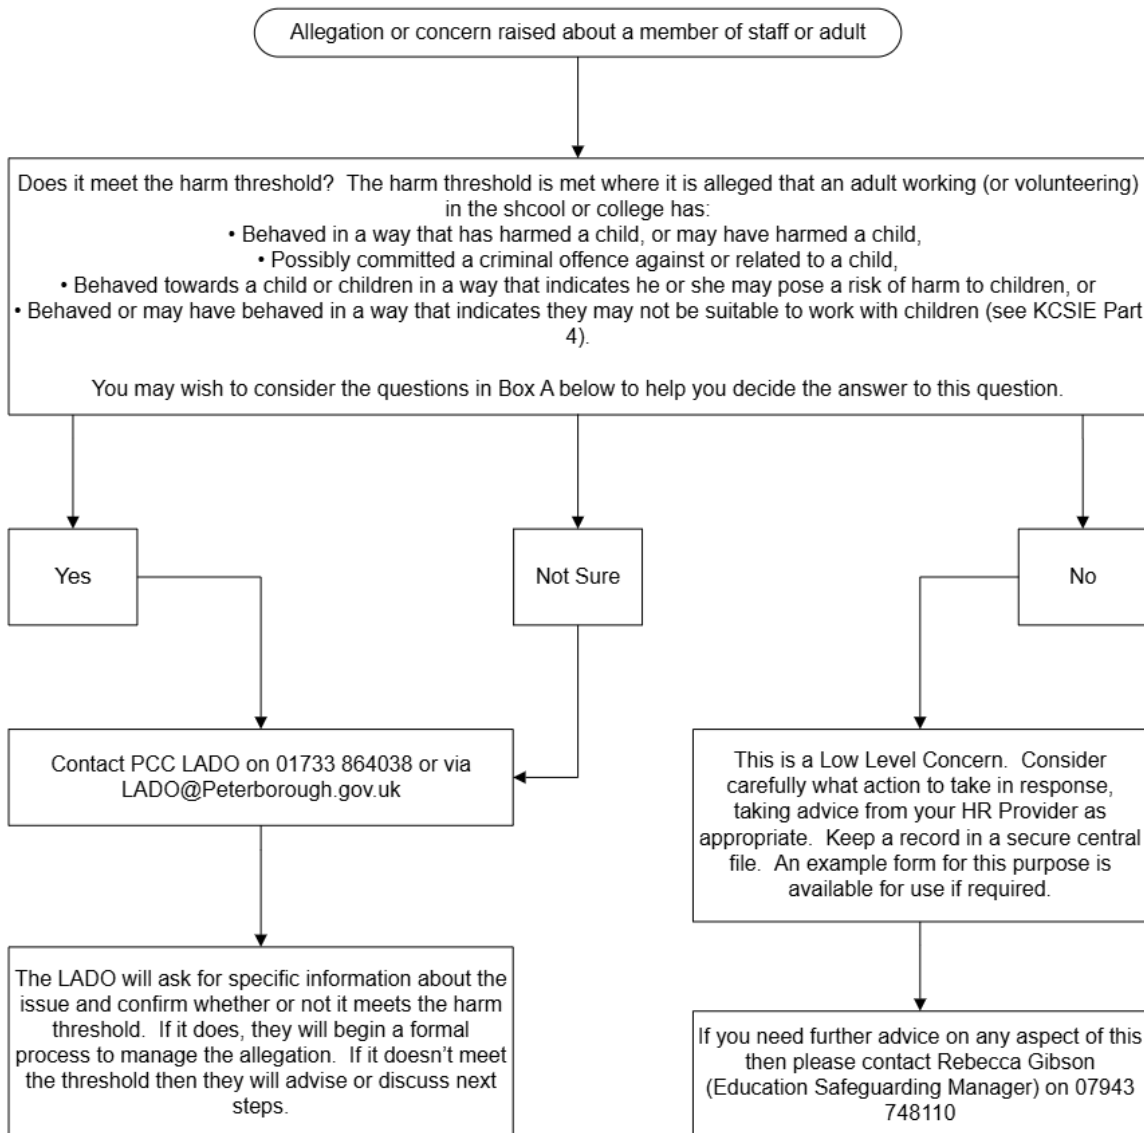 Allegation or concern raised about a member of staff or adult
Does it meet the harm threshold?  The harm threshold is met where it is alleged that an adult working (or volunteering)
in the shcool or college has:
• Behaved in a way that has harmed a child, or may have harmed a child,
• Possibly committed a criminal offence against or related to a child,
• Behaved towards a child or children in a way that indicates he or she may pose a risk of harm to children, or
• Behaved or may have behaved in a way that indicates they may not be suitable to work with children (see KCSIE Part
4).
You may wish to consider the questions in Box A below to help you decide the answer to this question.
Yes
Not Sure
No
Contact PCC LADO on 01733 864038 or via
LADO@Peterborough.gov.uk
This is a Low Level Concern.  Consider
carefully what action to take in response,
taking advice from your HR Provider as
appropriate.  Keep a record in a secure central
file.  An example form for this purpose is
available for use if required.
The LADO will ask for specific information about the
issue and confirm whether or not it meets the harm
threshold.  If it does, they will begin a formal
process to manage the allegation.  If it doesn't meet
the threshold then they will advise or discuss next
steps.
If you need further advice on any aspect of this
then please contact Rebecca Gibson
(Education Safeguarding Manager) on 07943
748110